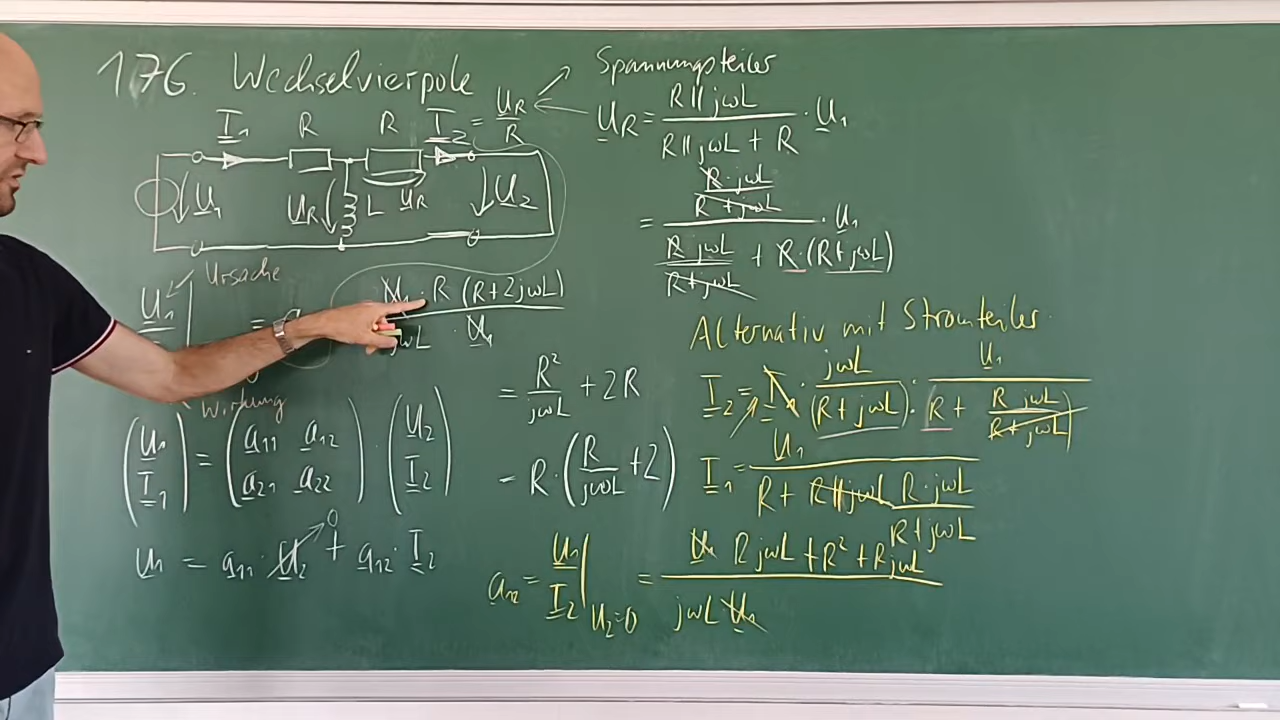 176. Wechselvierpole
I₁ R R I₂ = U_R / R
U₁ U_R L U_R U₂
Ursache
U₁ | = a
U₁ · R (R+2jωL) / jωL · U₁
Wirkung
= R² / jωL + 2R
= R · (R / jωL + 2)
(U₁ I₁) = (a₁₁ a₁₂ a₂₁ a₂₂) · (U₂ I₂)
U₁ = a₁₁ · U₂ + a₁₂ · I₂
0
Spannungsteiler
U_R = R∥jωL / R∥jωL + R · U₁
= R·jωL / R+jωL · U₁
R jωL / R+jωL + R·(R+jωL)
Alternativ mit Stromteiler
I₂ = I₁ · jωL / (R+jωL) · U₁ / R + R jωL / R+jωL
I₁ = U₁ / R + R∥jωL R·jωL / R+jωL
a₁₂ = U₁ / I₂ | U₂=0 = U₁ RjωL + R² + RjωL / jωL U₁